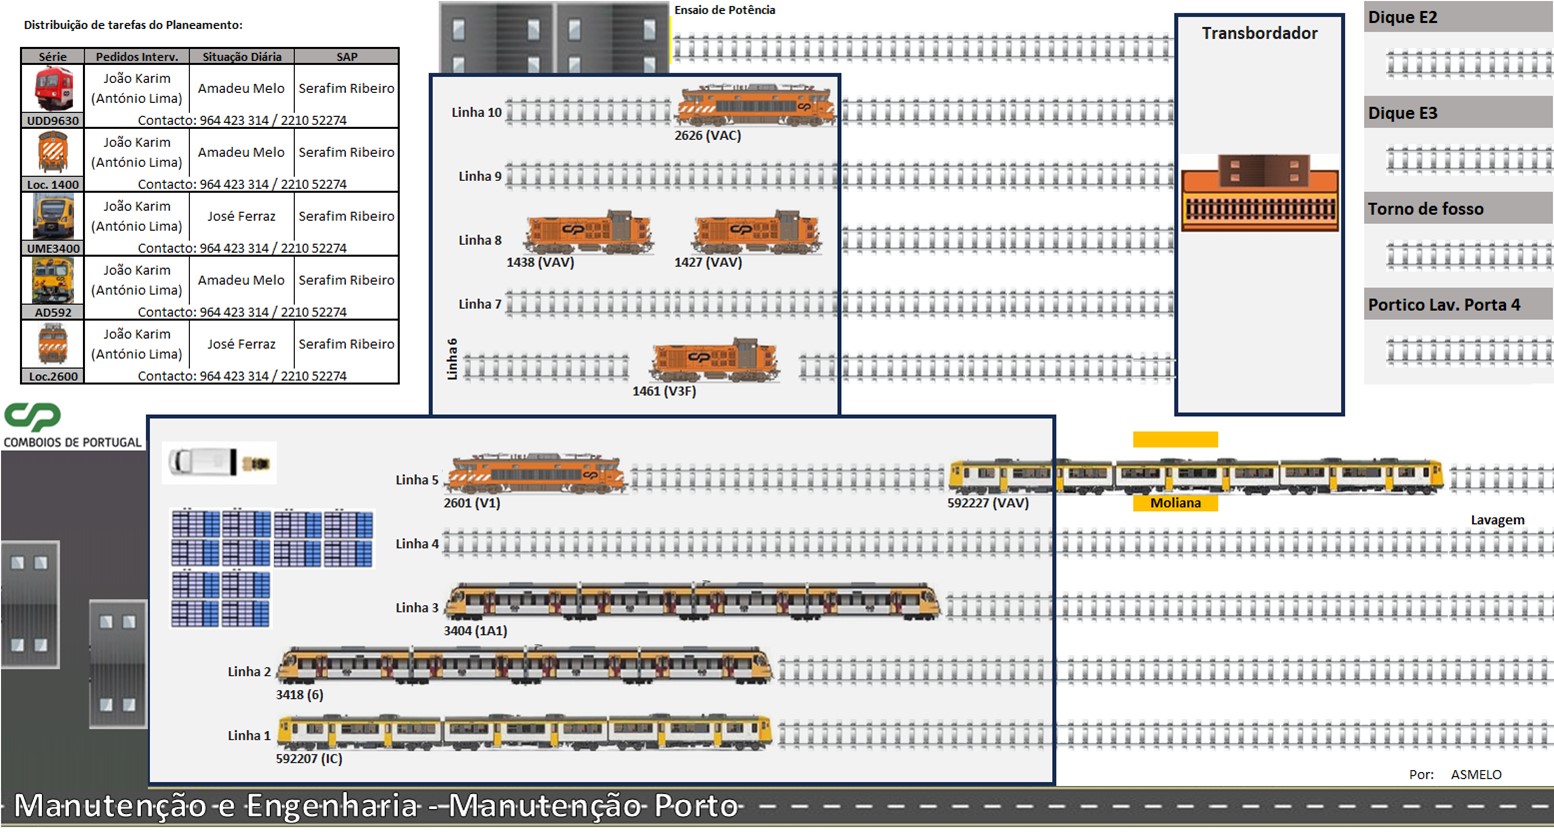 Distribuição de tarefas do Planeamento:
Série Pedidos Interv. Situação Diária SAP
João Karim
(António Lima) Amadeu Melo Serafim Ribeiro
UDD9630 Contacto: 964 423 314 / 2210 52274
João Karim
(António Lima) Amadeu Melo Serafim Ribeiro
Loc. 1400 Contacto: 964 423 314 / 2210 52274
João Karim
(António Lima) José Ferraz Serafim Ribeiro
UME3400 Contacto: 964 423 314 / 2210 52274
João Karim
(António Lima) Amadeu Melo Serafim Ribeiro
AD592 Contacto: 964 423 314 / 2210 52274
João Karim
(António Lima) José Ferraz Serafim Ribeiro
Loc.2600 Contacto: 964 423 314 / 2210 52274
CP
COMBOIOS DE PORTUGAL
Ensaio de Potência
Linha 10
2626 (VAC)
Linha 9
Linha 8
1438 (VAV) 1427 (VAV)
Linha 7
Linha 6
1461 (V3F)
Transbordador
Dique E2
Dique E3
Torno de fosso
Portico Lav. Porta 4
Linha 5
2601 (V1) 592227 (VAV)
Moliana
Lavagem
Linha 4
Linha 3
3404 (1A1)
Linha 2
3418 (6)
Linha 1
592207 (IC)
Por: ASMELO
Manutenção e Engenharia - Manutenção Porto